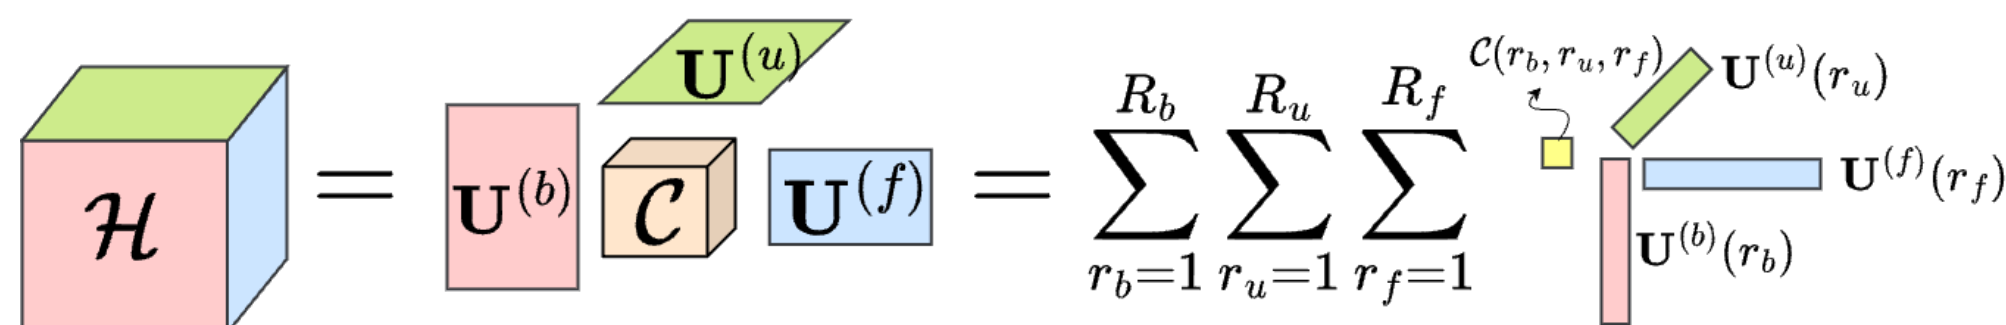 𝓗 = U^(b) U^(u) 𝓒 U^(f) = ∑_{r_b=1}^{R_b} ∑_{r_u=1}^{R_u} ∑_{r_f=1}^{R_f}
𝓒(r_b, r_u, r_f)
U^(u)(r_u)
U^(f)(r_f)
U^(b)(r_b)